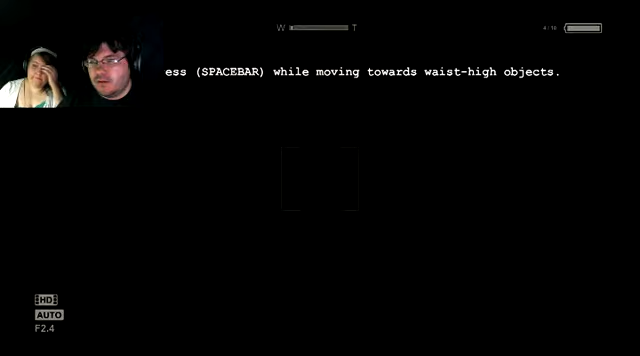 W T
4/10
ess (SPACEBAR) while moving towards waist-high objects.
HD
AUTO
F2.4